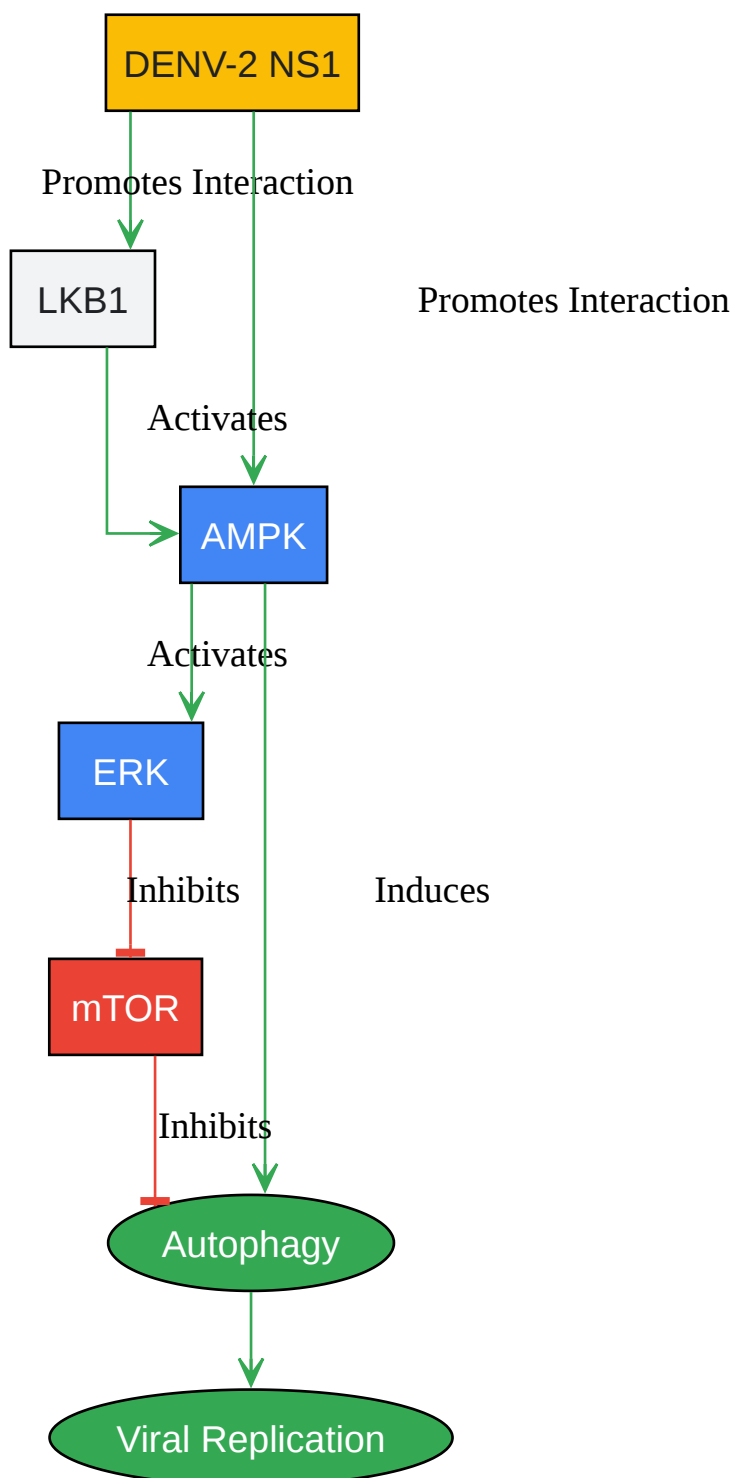 DENV-2 NS1
Promotes Interaction
LKB1
Promotes Interaction
Activates
AMPK
Activates
ERK
Inhibits
Induces
mTOR
Inhibits
Autophagy
Viral Replication